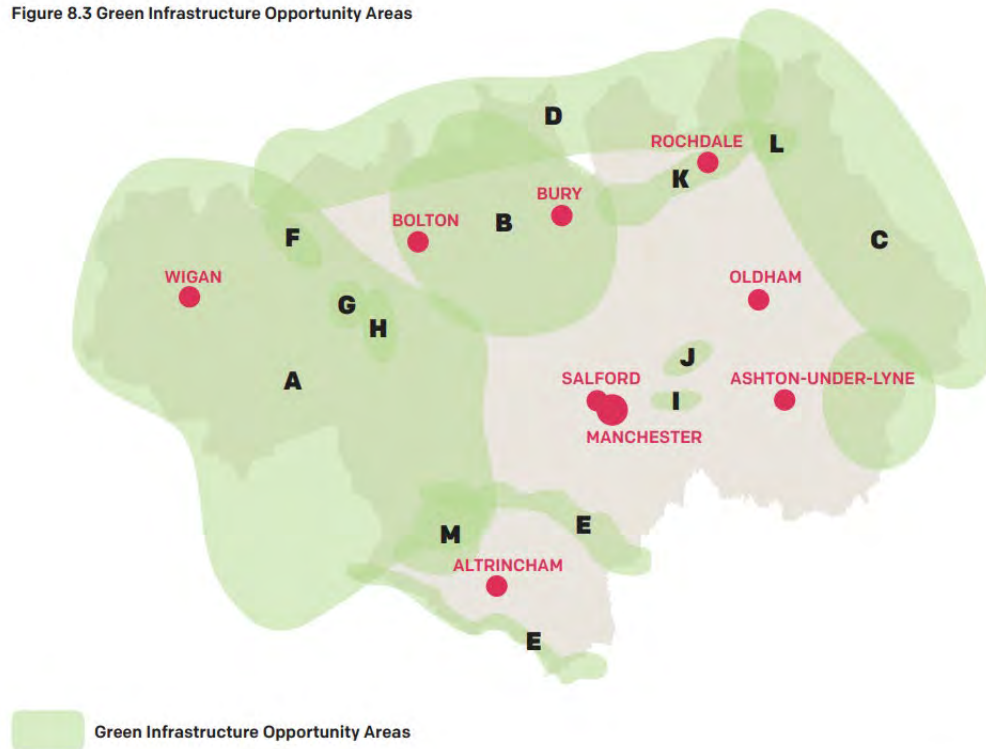 Figure 8.3 Green Infrastructure Opportunity Areas
D
ROCHDALE
L
K
BURY
BOLTON
B
F
C
WIGAN
OLDHAM
G
H
J
A
SALFORD
ASHTON-UNDER-LYNE
I
MANCHESTER
E
M
ALTRINCHAM
E
Green Infrastructure Opportunity Areas